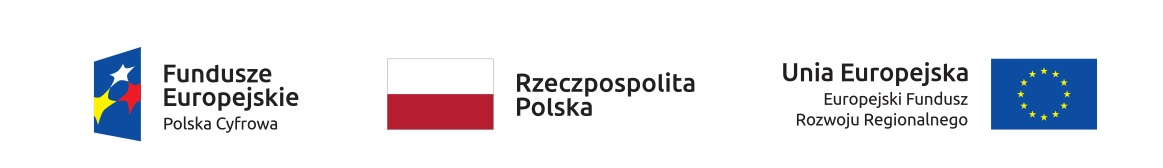 Fundusze
Europejskie
Polska Cyfrowa
Rzeczpospolita
Polska
Unia Europejska
Europejski Fundusz
Rozwoju Regionalnego